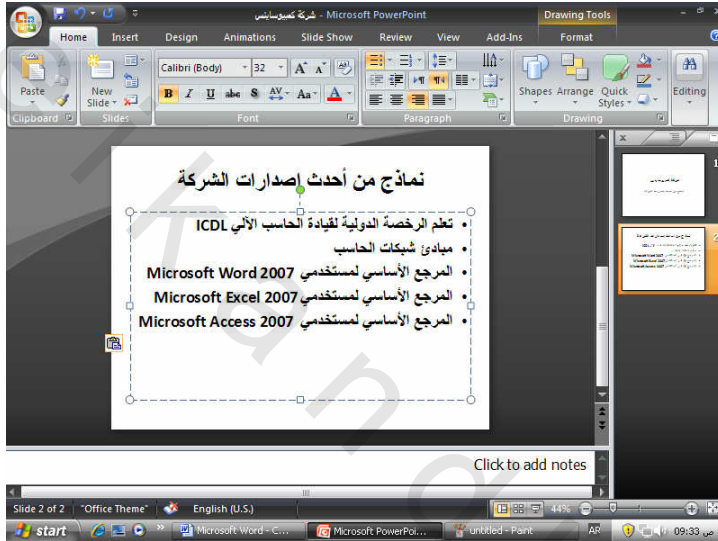 شركة كمبيوساينس - Microsoft PowerPoint
Drawing Tools
Home Insert Design Animations Slide Show Review View Add-Ins Format
Calibri (Body) 32
Paste
New Slide
B I U abc S AV Aa A
Shapes Arrange Quick Styles
Editing
Clipboard Slides Font Paragraph Drawing
نماذج من أحدث إصدارات الشركة
• تعلم الرخصة الدولية لقيادة الحاسب الآلي ICDL
• مبادئ شبكات الحاسب
• المرجع الأساسي لمستخدمي Microsoft Word 2007
• المرجع الأساسي لمستخدمي Microsoft Excel 2007
• المرجع الأساسي لمستخدمي Microsoft Access 2007
Click to add notes
Slide 2 of 2 "Office Theme" English (U.S.) 44%
start Microsoft Word - C... Microsoft PowerPoi... untitled - Paint AR 09:33 ص